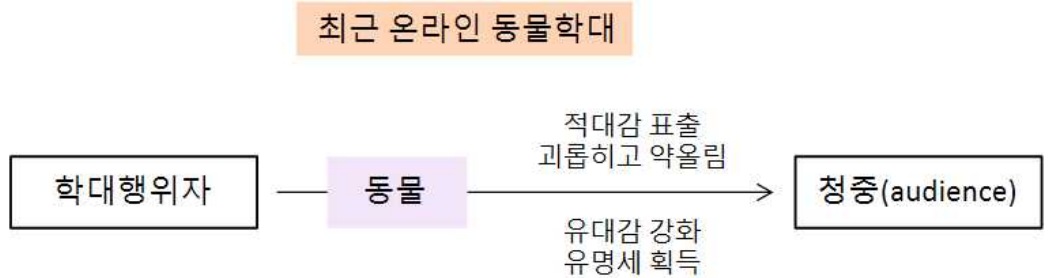 최근 온라인 동물학대
적대감 표출
괴롭히고 약올림
학대행위자
동물
청중(audience)
유대감 강화
유명세 획득